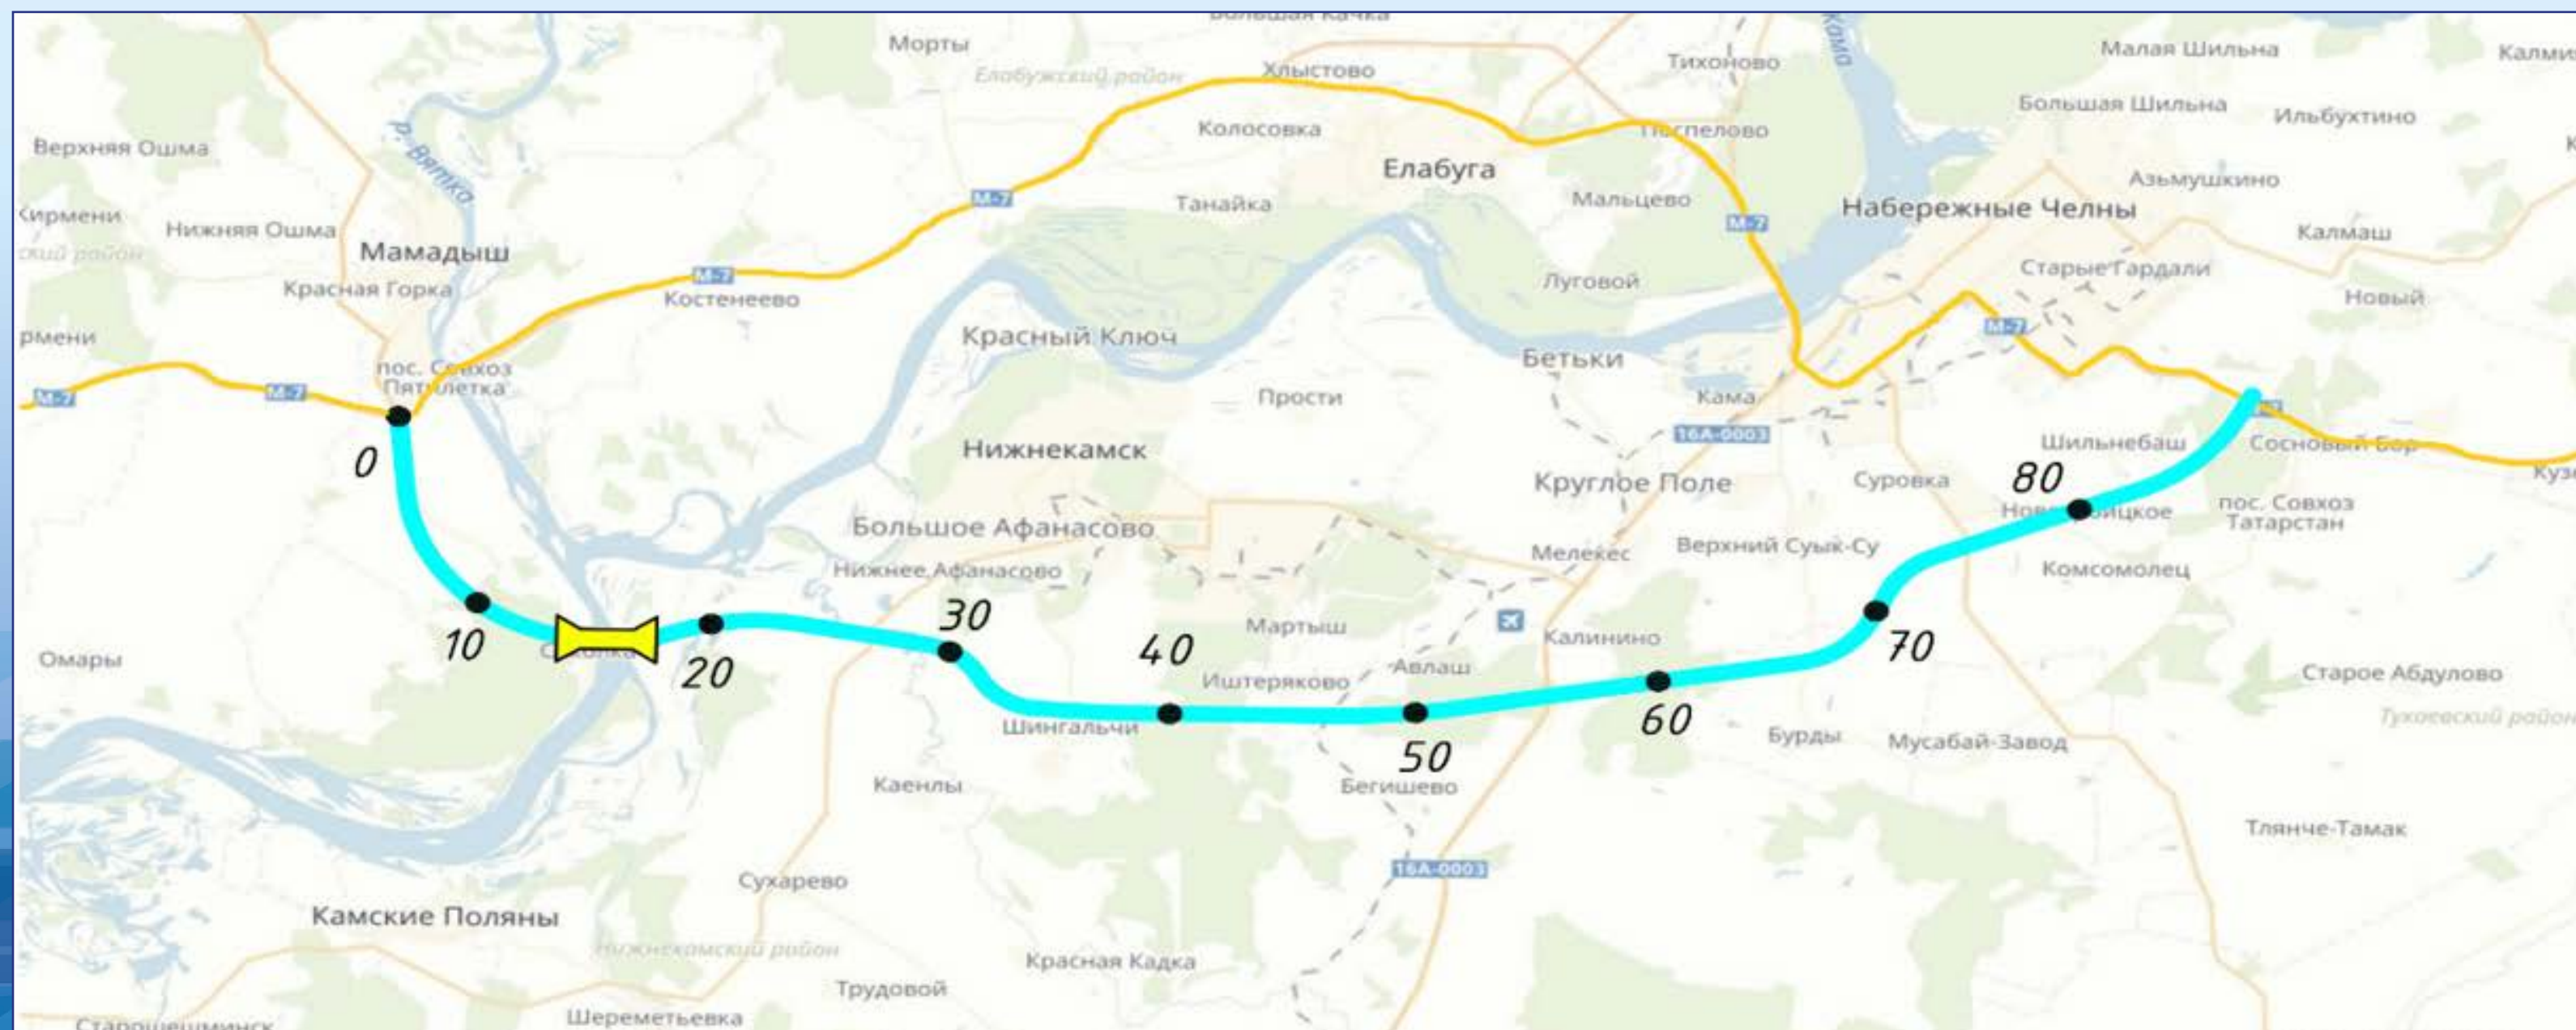 Большая Качка
Морты
Елабужский район
Хлыстово
Тихоново
Кама
Малая Шильна
Большая Шильна
Ильбухтино
Верхняя Ошма
р. Вятка
Колосовка
Елабуга
Мальцево
Азьмушкино
Нижняя Ошма
Мамадыш
М-7
Танайка
М-7
Набережные Челны
Калмаш
Красная Горка
М-7
Костенеево
Луговой
Старые Гардали
Новый
Красный Ключ
Бетьки
М-7
пос. Совхоз
Пятилетка
М-7
М-7
Прости
Кама
16А-0003
0
Нижнекамск
Круглое Поле
Суровка
80
Шильнебаш
Сосновый Бор
пос. Совхоз
Татарстан
Большое Афанасово
Нижнее Афанасово
Мелекес
Верхний Суык-Су
Комсомолец
10
20
30
40
Мартыш
Калинино
70
Омары
Иштеряково
Авлаш
60
Старое Абдулово
Шингальчи
50
Бурды
Мусабай-Завод
Тукаевский район
Каенлы
Бегишево
Тлянче-Тамак
Сухарево
16А-0003
Камские Поляны
Нижнекамский район
Красная Кадка
Трудовой
Шереметьевка
Старошешминск